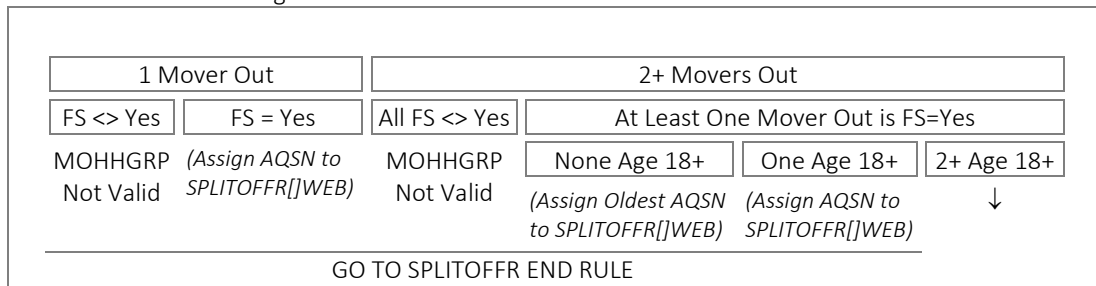 1 Mover Out
2+ Movers Out
FS <> Yes
FS = Yes
All FS <> Yes
At Least One Mover Out is FS=Yes
MOHHGRP
Not Valid
(Assign AQSN to
SPLITOFFR[]WEB)
MOHHGRP
Not Valid
None Age 18+
One Age 18+
2+ Age 18+
(Assign Oldest AQSN
to SPLITOFFR[]WEB)
(Assign AQSN to
SPLITOFFR[]WEB)
↓
GO TO SPLITOFFR END RULE